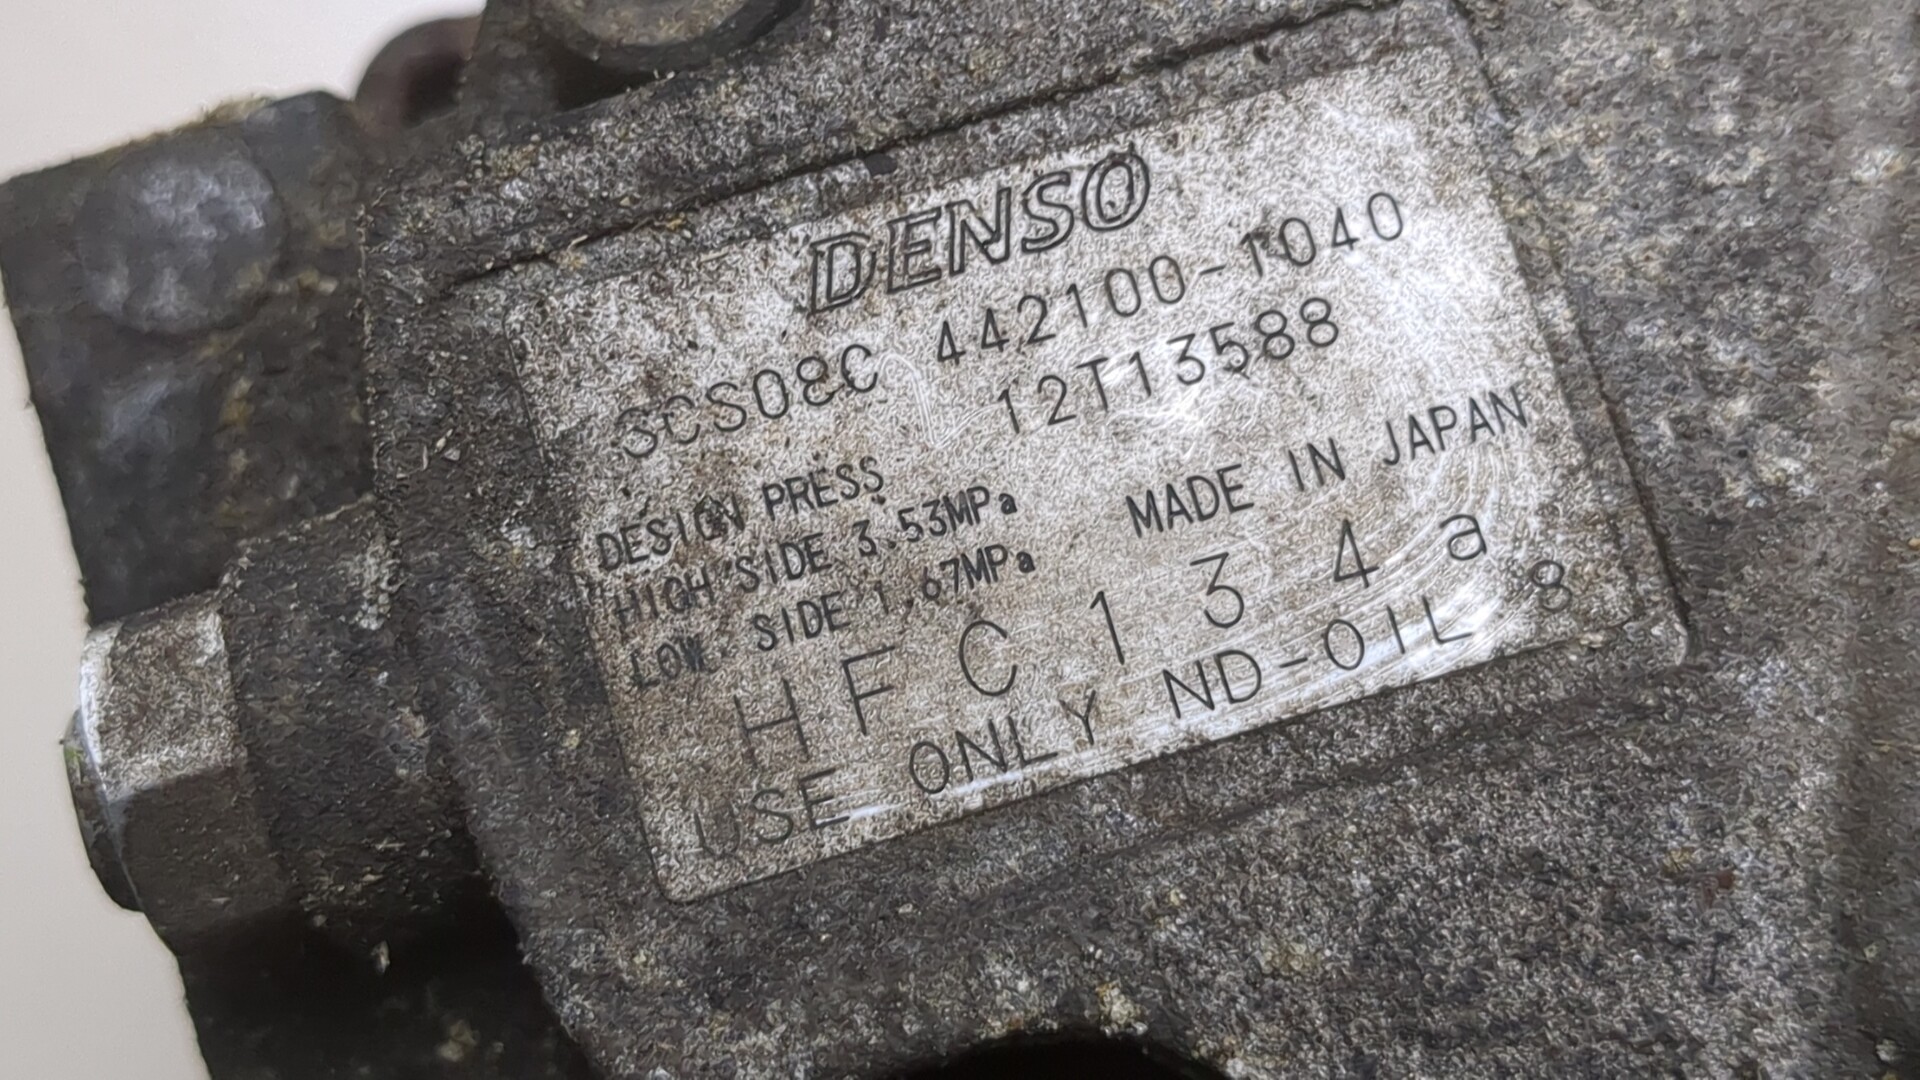 DENSO
SCS08C 442100-1040
12T13588
DESIGN PRESS
HIGH SIDE 3.53MPa
LOW SIDE 1.67MPa
MADE IN JAPAN
HFC134a
USE ONLY ND-OIL 8